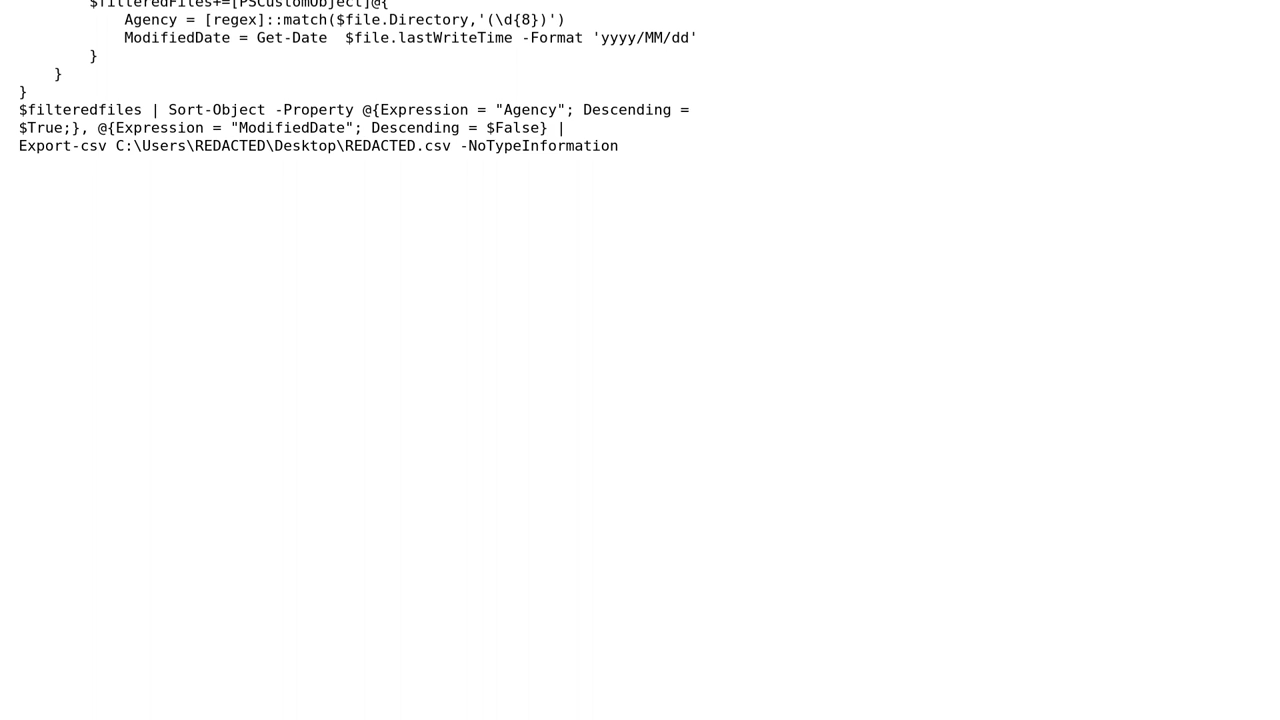 $filteredFiles+=[PSCustomObject]@{
Agency = [regex]::match($file.Directory,'(\d{8})')
ModifiedDate = Get-Date  $file.lastWriteTime -Format 'yyyy/MM/dd'
}
}
}
$filteredfiles | Sort-Object -Property @{Expression = "Agency"; Descending =
$True;}, @{Expression = "ModifiedDate"; Descending = $False} |
Export-csv C:\Users\REDACTED\Desktop\REDACTED.csv -NoTypeInformation